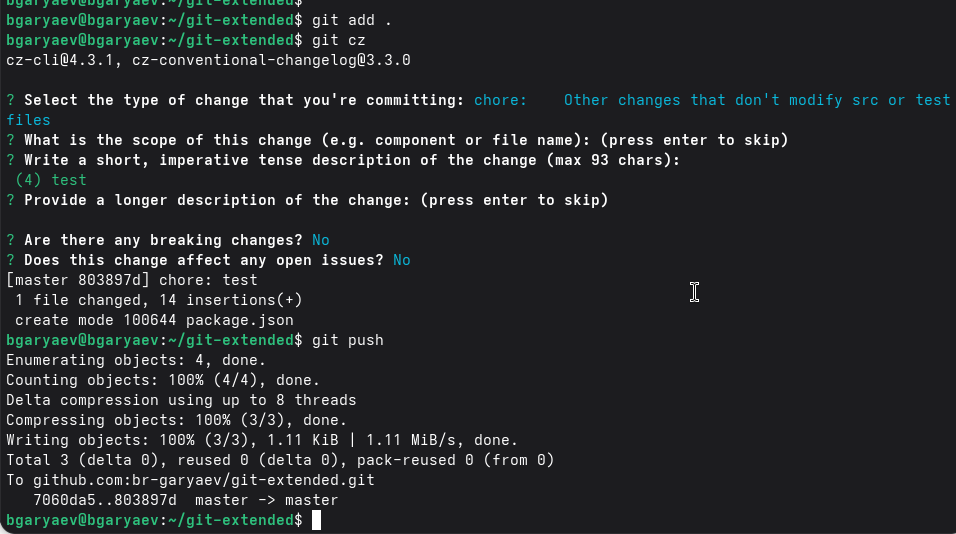 bgaryaev@bgaryaev:~/git-extended$
bgaryaev@bgaryaev:~/git-extended$ git add .
bgaryaev@bgaryaev:~/git-extended$ git cz
cz-cli@4.3.1, cz-conventional-changelog@3.3.0
? Select the type of change that you're committing: chore:    Other changes that don't modify src or test
files
? What is the scope of this change (e.g. component or file name): (press enter to skip)
? Write a short, imperative tense description of the change (max 93 chars):
 (4) test
? Provide a longer description of the change: (press enter to skip)
? Are there any breaking changes? No
? Does this change affect any open issues? No
[master 803897d] chore: test
 1 file changed, 14 insertions(+)
 create mode 100644 package.json
bgaryaev@bgaryaev:~/git-extended$ git push
Enumerating objects: 4, done.
Counting objects: 100% (4/4), done.
Delta compression using up to 8 threads
Compressing objects: 100% (3/3), done.
Writing objects: 100% (3/3), 1.11 KiB | 1.11 MiB/s, done.
Total 3 (delta 0), reused 0 (delta 0), pack-reused 0 (from 0)
To github.com:br-garyaev/git-extended.git
   7060da5..803897d  master -> master
bgaryaev@bgaryaev:~/git-extended$